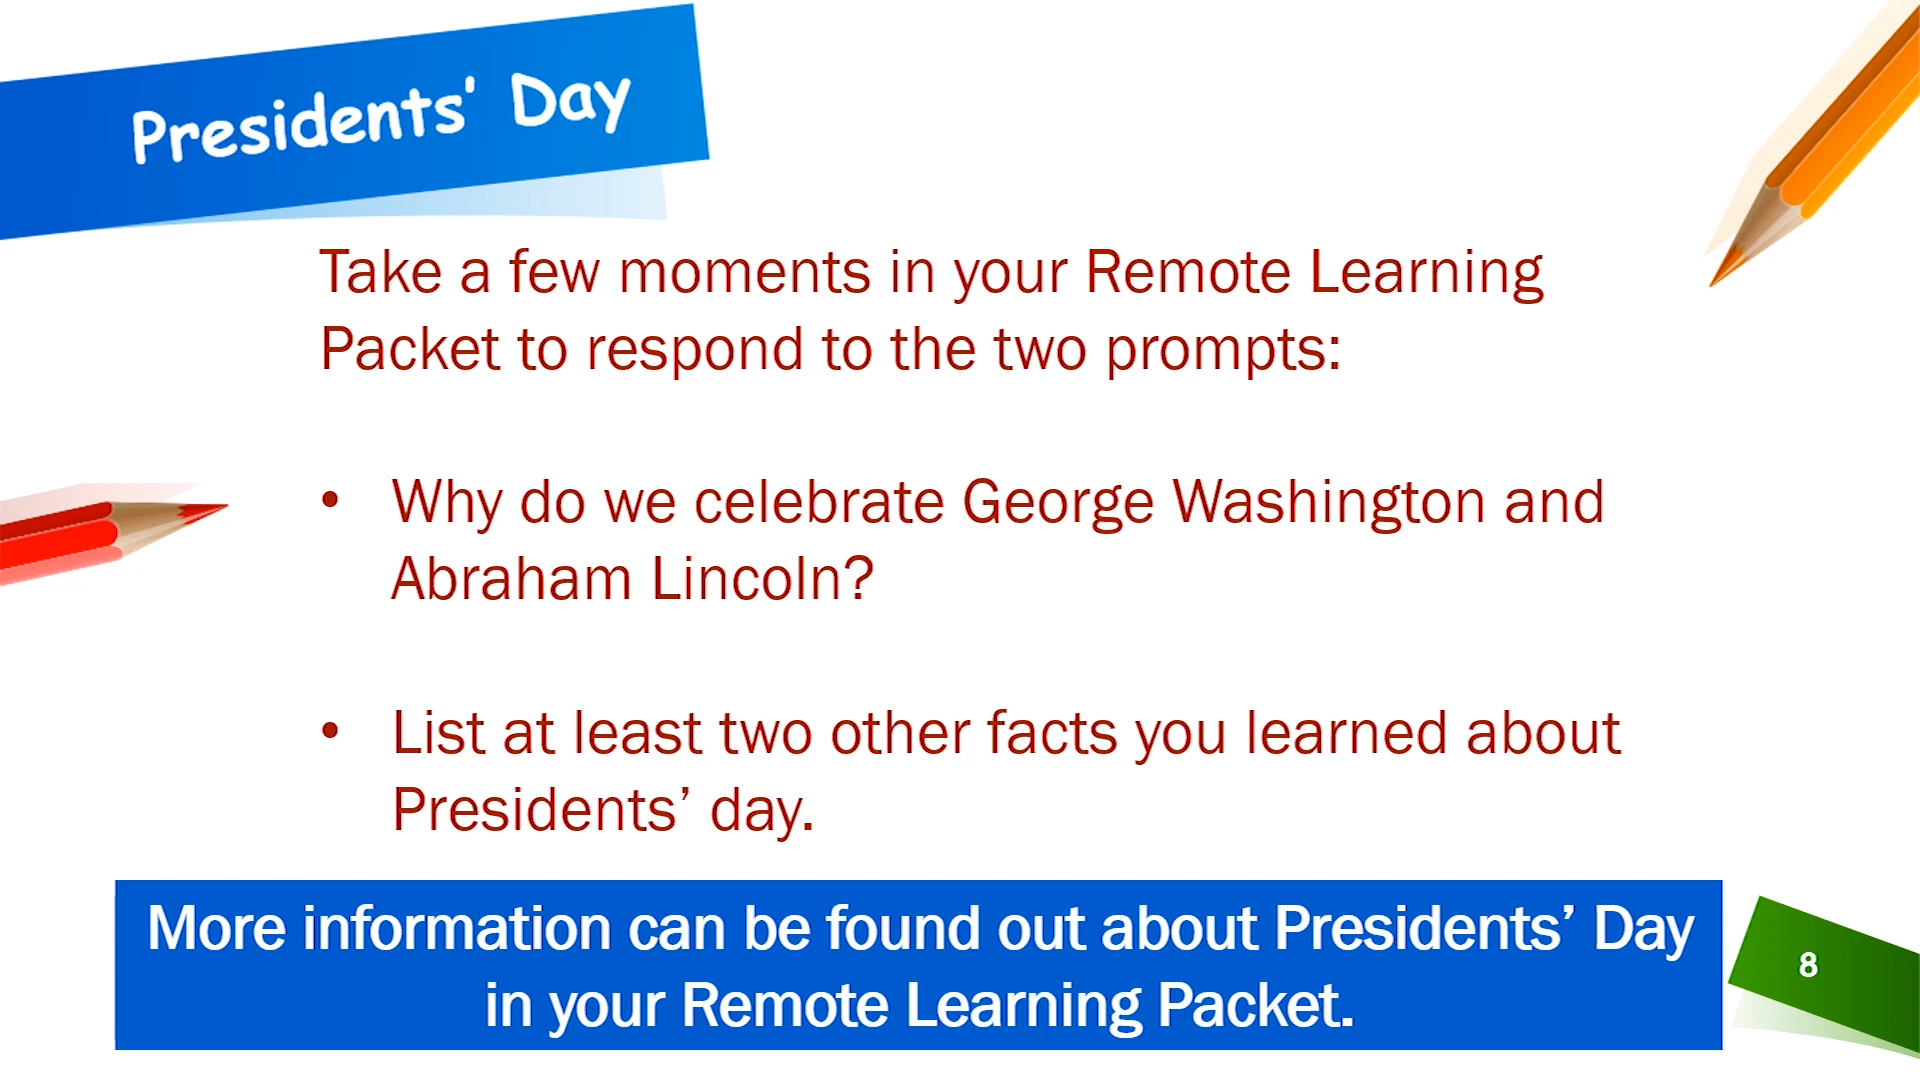 Presidents' Day
Take a few moments in your Remote Learning
Packet to respond to the two prompts:
• Why do we celebrate George Washington and
Abraham Lincoln?
• List at least two other facts you learned about
Presidents’ day.
More information can be found out about Presidents’ Day
in your Remote Learning Packet.
8